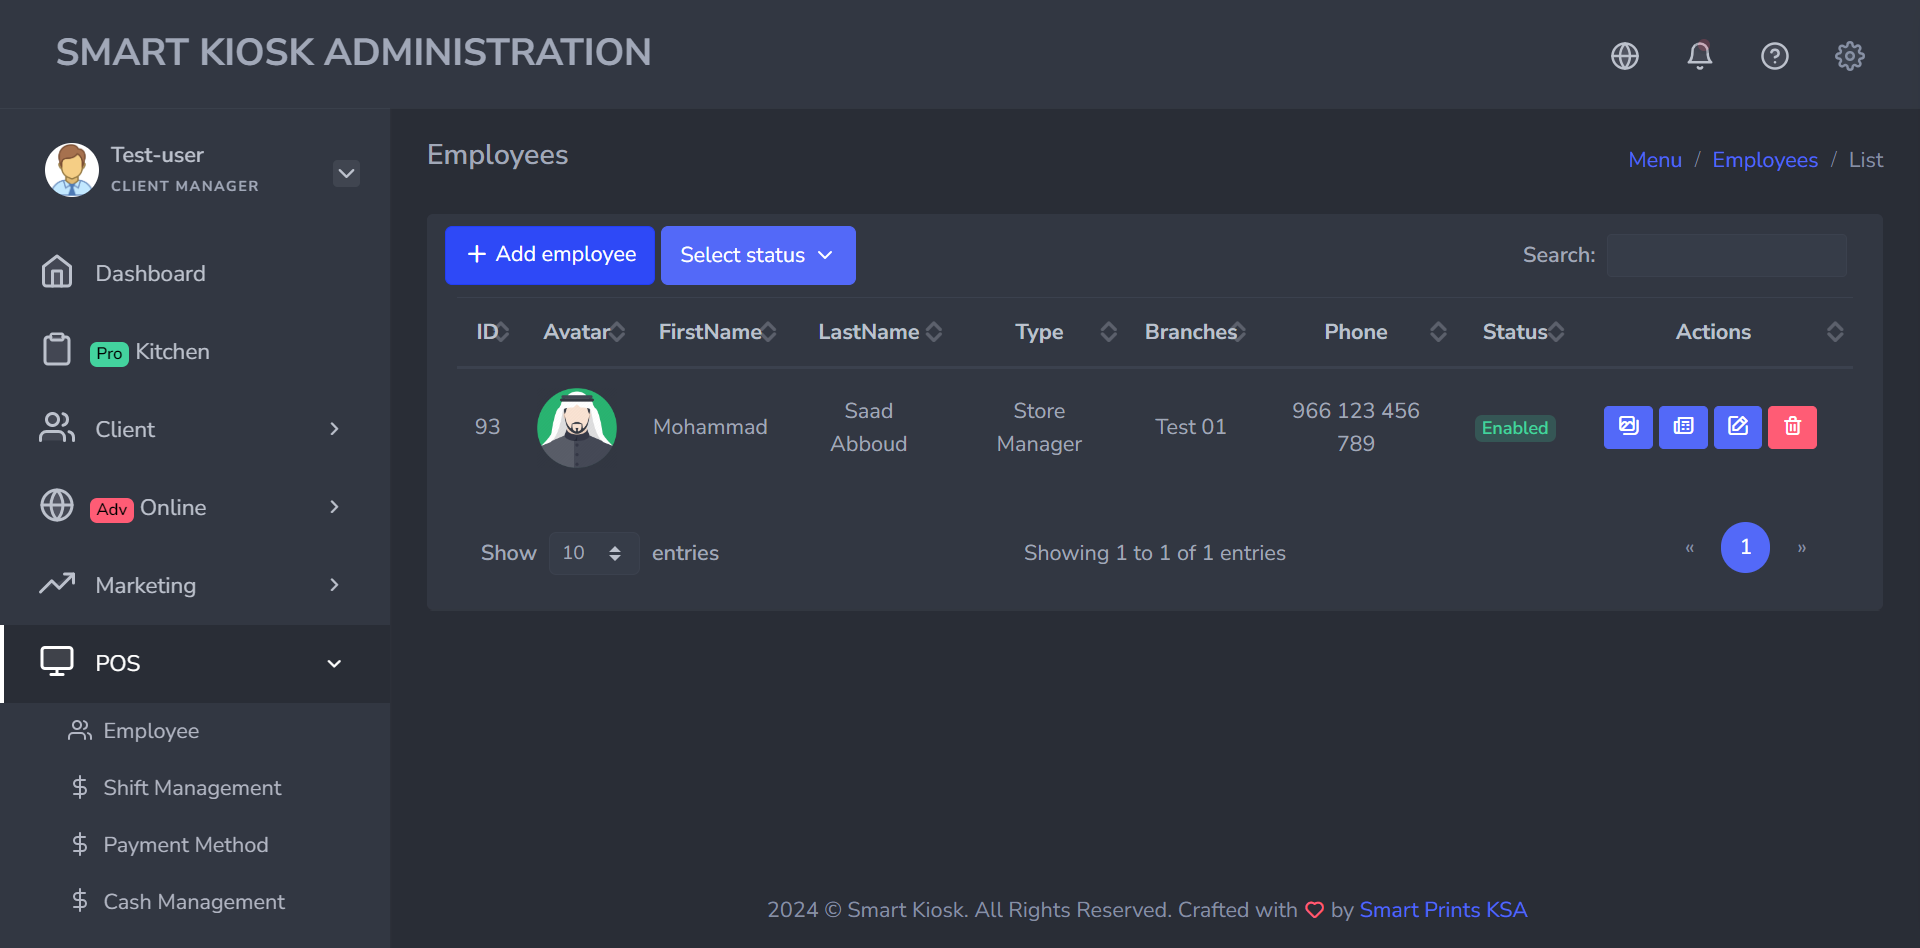 SMART KIOSK ADMINISTRATION
Test-user
CLIENT MANAGER
Dashboard
Pro Kitchen
Client
Adv Online
Marketing
POS
Employee
Shift Management
Payment Method
Cash Management
Employees
Menu / Employees / List
+ Add employee
Select status
Search:
ID Avatar FirstName LastName Type Branches Phone Status Actions
93 Mohammad Saad Abboud Store Manager Test 01 966 123 456 789 Enabled
Show 10 entries
Showing 1 to 1 of 1 entries
« 1 »
2024 © Smart Kiosk. All Rights Reserved. Crafted with by Smart Prints KSA